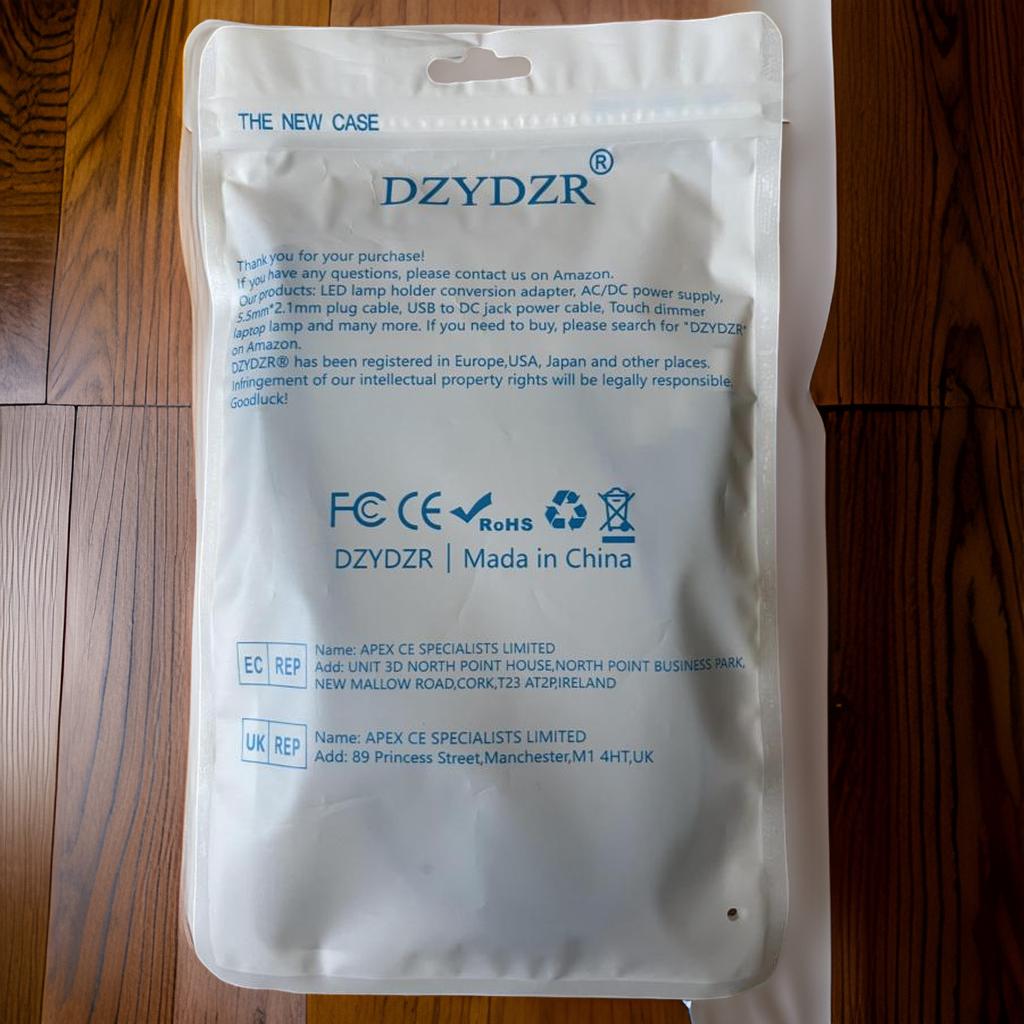 THE NEW CASE
DZYDZR®
Thank you for your purchase!
If you have any questions, please contact us on Amazon.
Our products: LED lamp holder conversion adapter, AC/DC power supply,
5.5mm*2.1mm plug cable, USB to DC jack power cable, Touch dimmer
laptop lamp and many more. If you need to buy, please search for "DZYDZR"
on Amazon.
DZYDZR® has been registered in Europe,USA, Japan and other places.
Infringement of our intellectual property rights will be legally responsible,
Goodluck!
FC CE RoHS
DZYDZR | Mada in China
EC REP
Name: APEX CE SPECIALISTS LIMITED
Add: UNIT 3D NORTH POINT HOUSE,NORTH POINT BUSINESS PARK,
NEW MALLOW ROAD,CORK,T23 AT2P,IRELAND
UK REP
Name: APEX CE SPECIALISTS LIMITED
Add: 89 Princess Street,Manchester,M1 4HT,UK